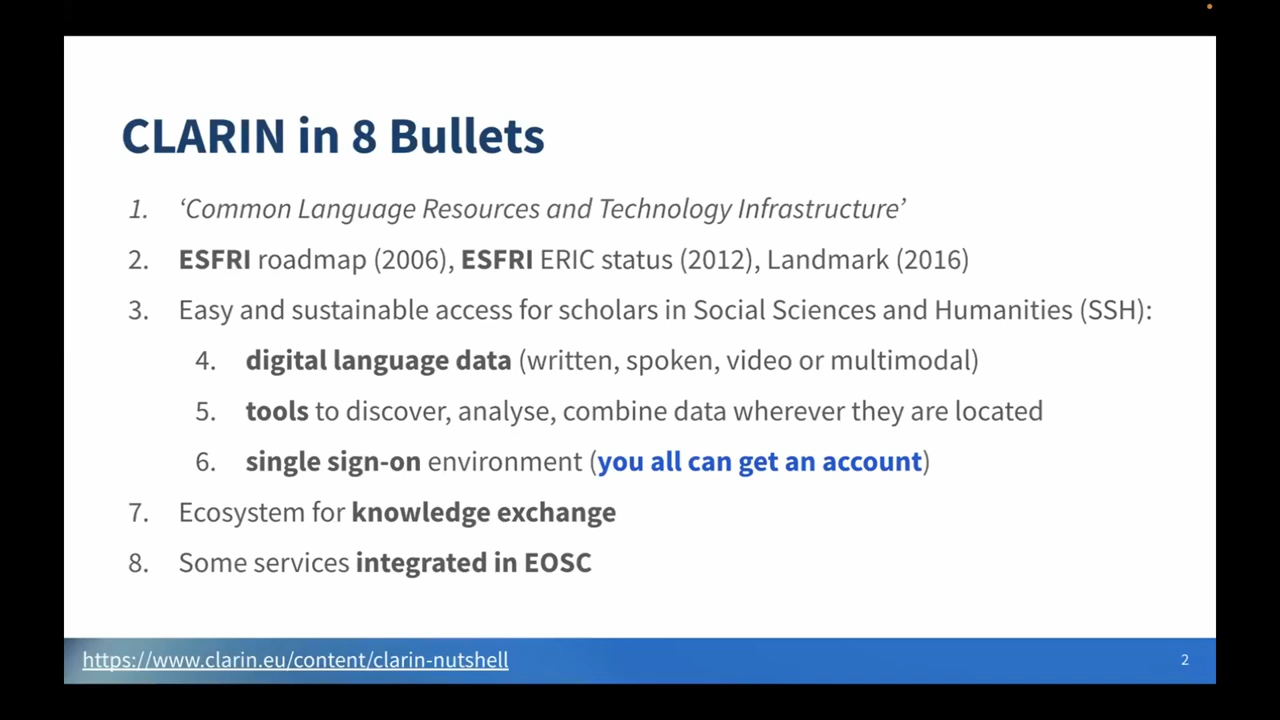 CLARIN in 8 Bullets
1. ‘Common Language Resources and Technology Infrastructure’
2. ESFRI roadmap (2006), ESFRI ERIC status (2012), Landmark (2016)
3. Easy and sustainable access for scholars in Social Sciences and Humanities (SSH):
4. digital language data (written, spoken, video or multimodal)
5. tools to discover, analyse, combine data wherever they are located
6. single sign-on environment (you all can get an account)
7. Ecosystem for knowledge exchange
8. Some services integrated in EOSC
https://www.clarin.eu/content/clarin-nutshell
2